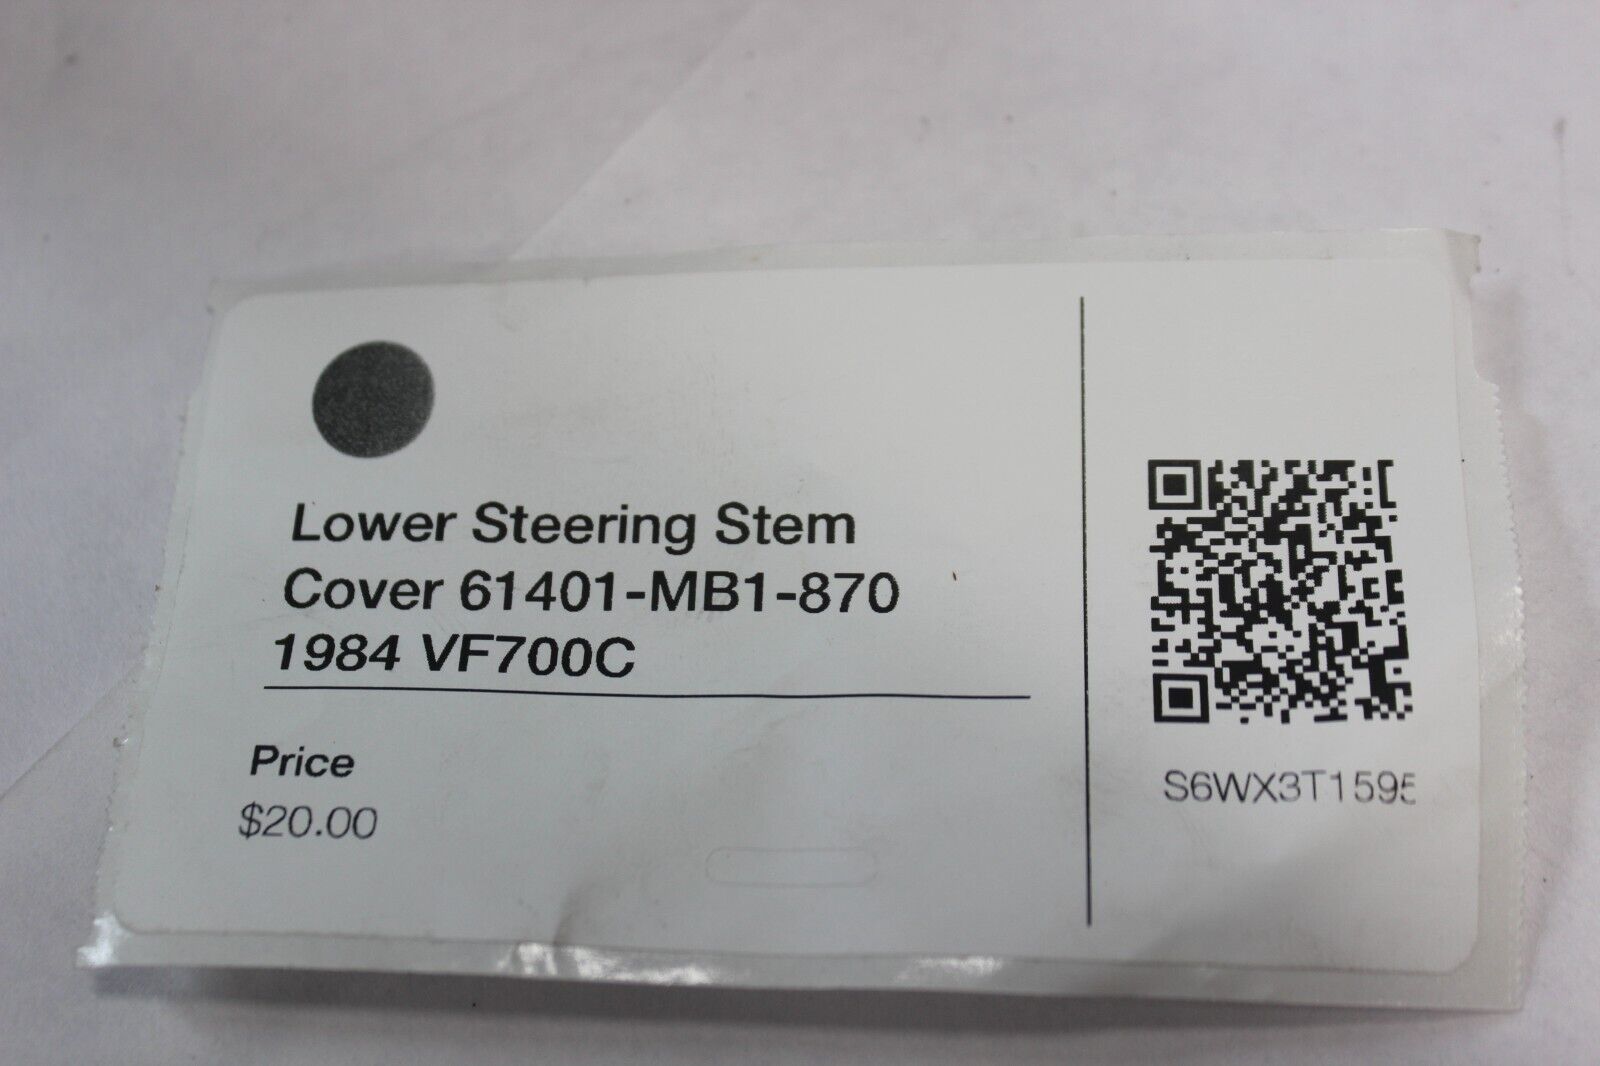 Lower Steering Stem
Cover 61401-MB1-870
1984 VF700C
Price
$20.00
S6WX3T1595